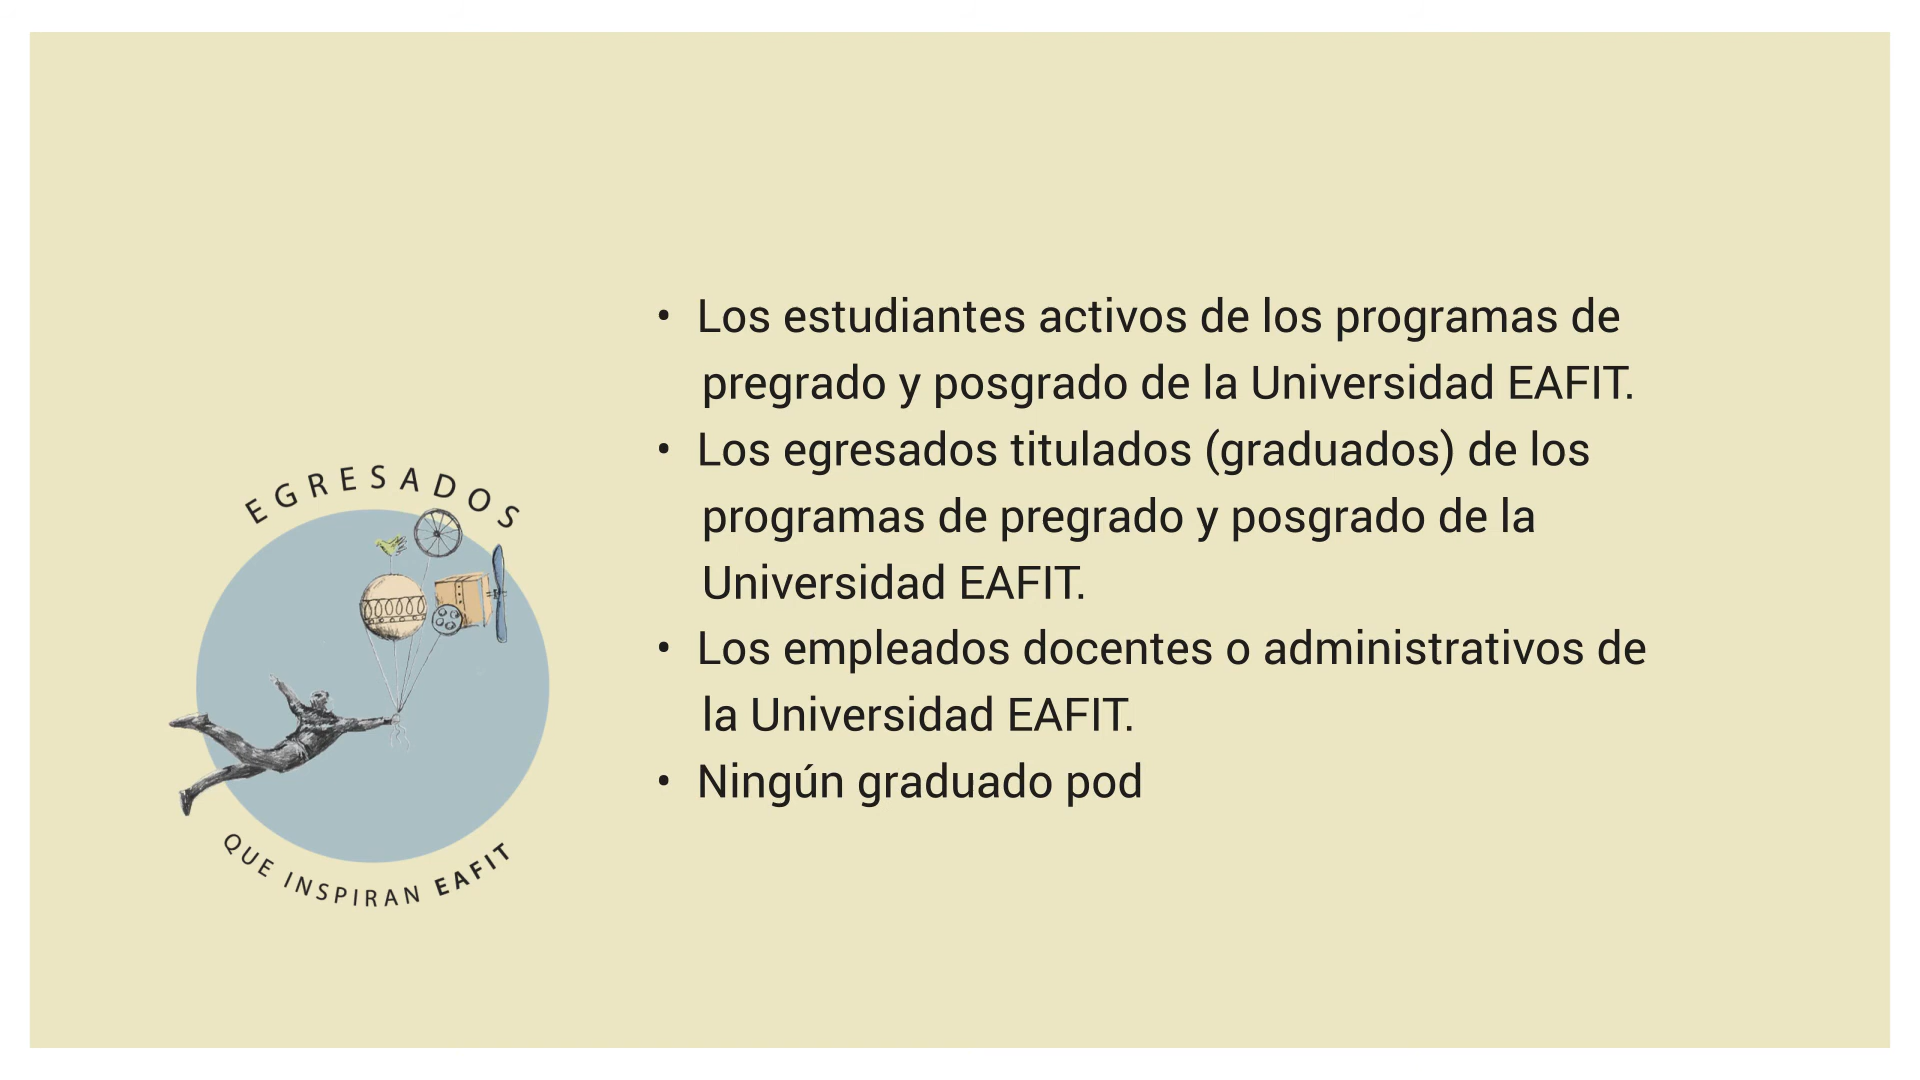 EGRESADOS
QUE INSPIRAN EAFIT
• Los estudiantes activos de los programas de
pregrado y posgrado de la Universidad EAFIT.
• Los egresados titulados (graduados) de los
programas de pregrado y posgrado de la
Universidad EAFIT.
• Los empleados docentes o administrativos de
la Universidad EAFIT.
• Ningún graduado pod